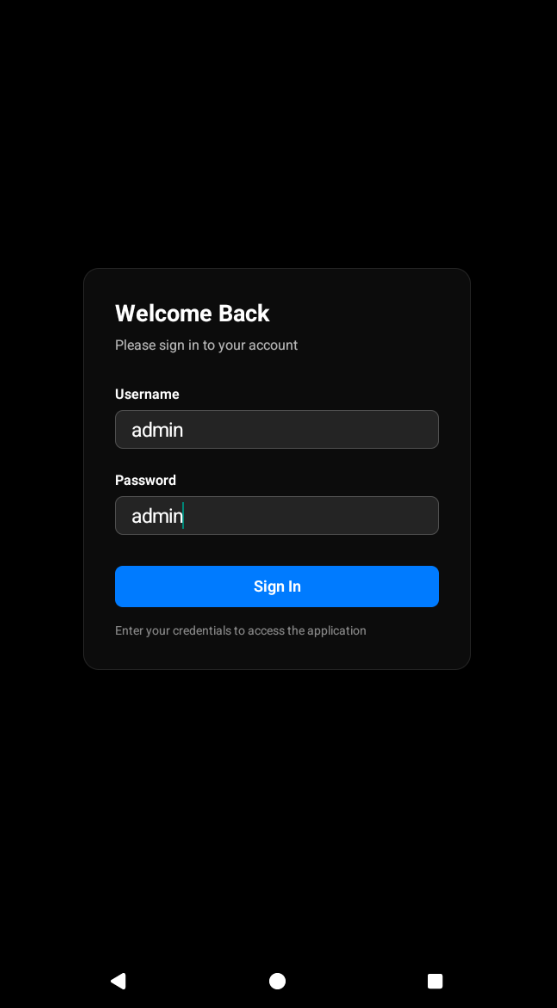 Welcome Back
Please sign in to your account
Username
admin
Password
admin
Sign In
Enter your credentials to access the application